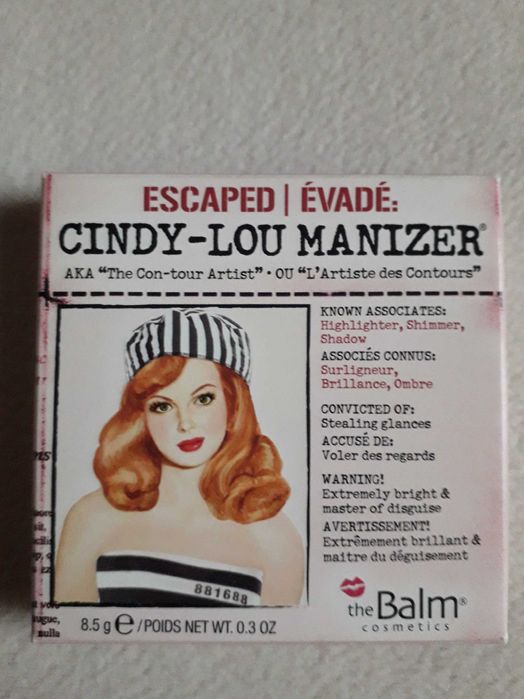 ESCAPED | ÉVADÉ:
CINDY-LOU MANIZER®
AKA "The Con-tour Artist" • OU "L'Artiste des Contours"
KNOWN ASSOCIATES:
Highlighter, Shimmer,
Shadow
ASSOCIÉS CONNUS:
Surligneur,
Brillance, Ombre
CONVICTED OF:
Stealing glances
ACCUSÉ DE:
Voler des regards
WARNING!
Extremely bright &
master of disguise
AVERTISSEMENT!
Extrêmement brillant &
maitre du déguisement
881688
theBalm®
cosmetics
8.5 g e /POIDS NET WT. 0.3 OZ